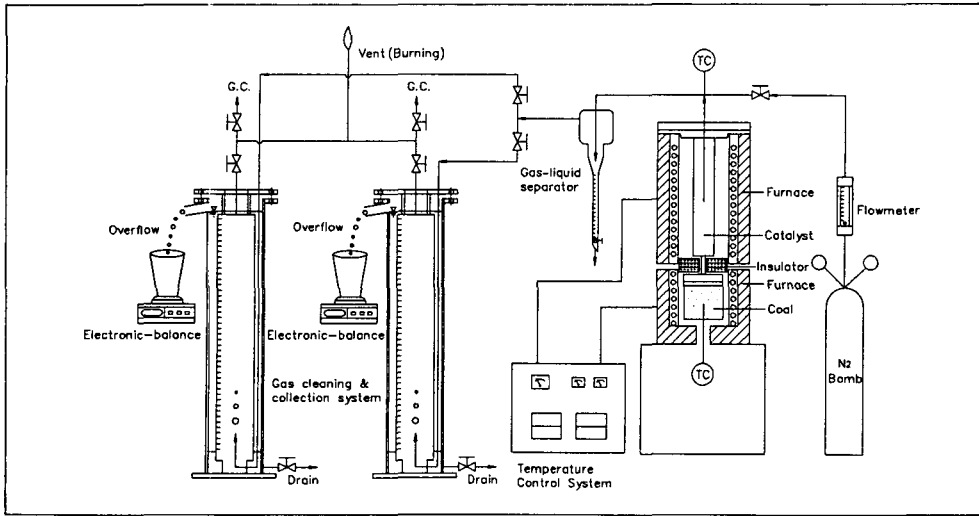 Vent (Burning)
G.C.
G.C.
TC
Gas-liquid
separator
Furnace
Flowmeter
Overflow
Overflow
Catalyst
Insulator
Furnace
Coal
Electronic-balance
Electronic-balance
N2
Bomb
TC
Gas cleaning &
collection system
Drain
Drain
Temperature
Control System